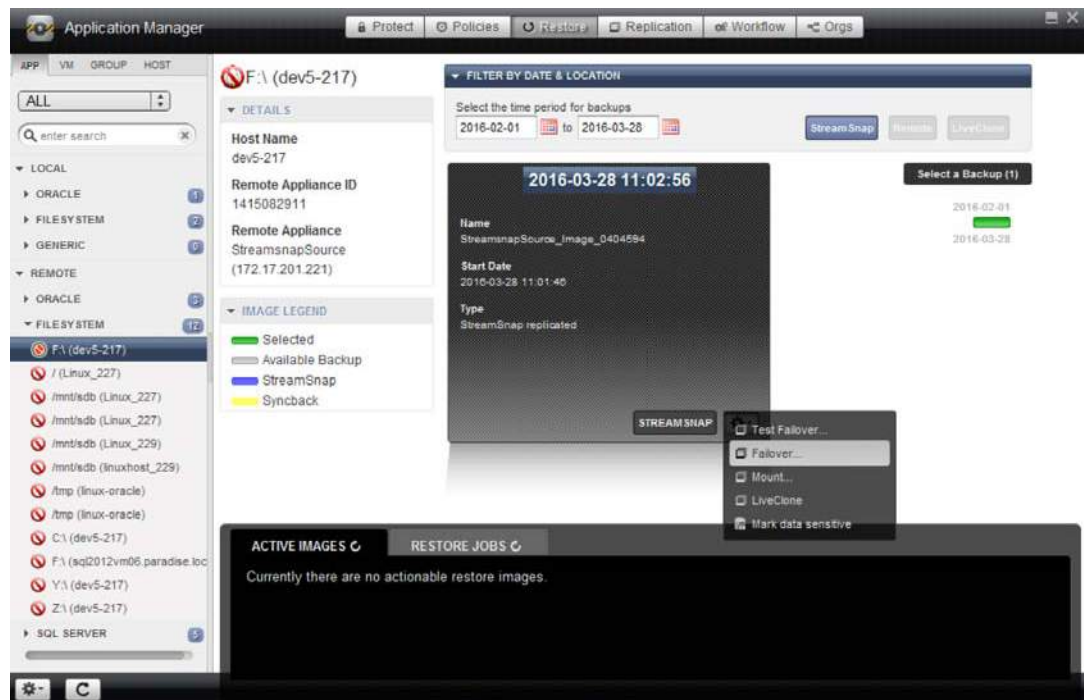 Application Manager
Protect
Policies
Restore
Replication
Workflow
Orgs
APP VM GROUP HOST
ALL
enter search
LOCAL
ORACLE
FILESYSTEM
GENERIC
REMOTE
ORACLE 3
FILESYSTEM 12
F:\ (dev5-217)
/ (Linux_227)
/mnt/sdb (Linux_227)
/mnt/sdb (Linux_227)
/mnt/sdb (Linux_229)
/mnt/sdb (linuxhost_229)
/tmp (linux-oracle)
/tmp (linux-oracle)
C:\ (dev5-217)
F:\ (sql2012vm06.paradise.loc
Y:\ (dev5-217)
Z:\ (dev5-217)
SQL SERVER 5
F:\ (dev5-217)
DETAILS
Host Name
dev5-217
Remote Appliance ID
1415082911
Remote Appliance
StreamsnapSource
(172.17.201.221)
IMAGE LEGEND
Selected
Available Backup
StreamSnap
Syncback
FILTER BY DATE & LOCATION
Select the time period for backups
2016-02-01 to 2016-03-28
StreamSnap
Remote
LiveClone
2016-03-28 11:02:56
Name
StreamsnapSource_Image_0404594
Start Date
2016-03-28 11:01:46
Type
StreamSnap replicated
STREAMSNAP
Select a Backup (1)
2016-02-01
2016-03-28
Test Failover...
Failover...
Mount...
LiveClone
Mark data sensitive
ACTIVE IMAGES
RESTORE JOBS
Currently there are no actionable restore images.